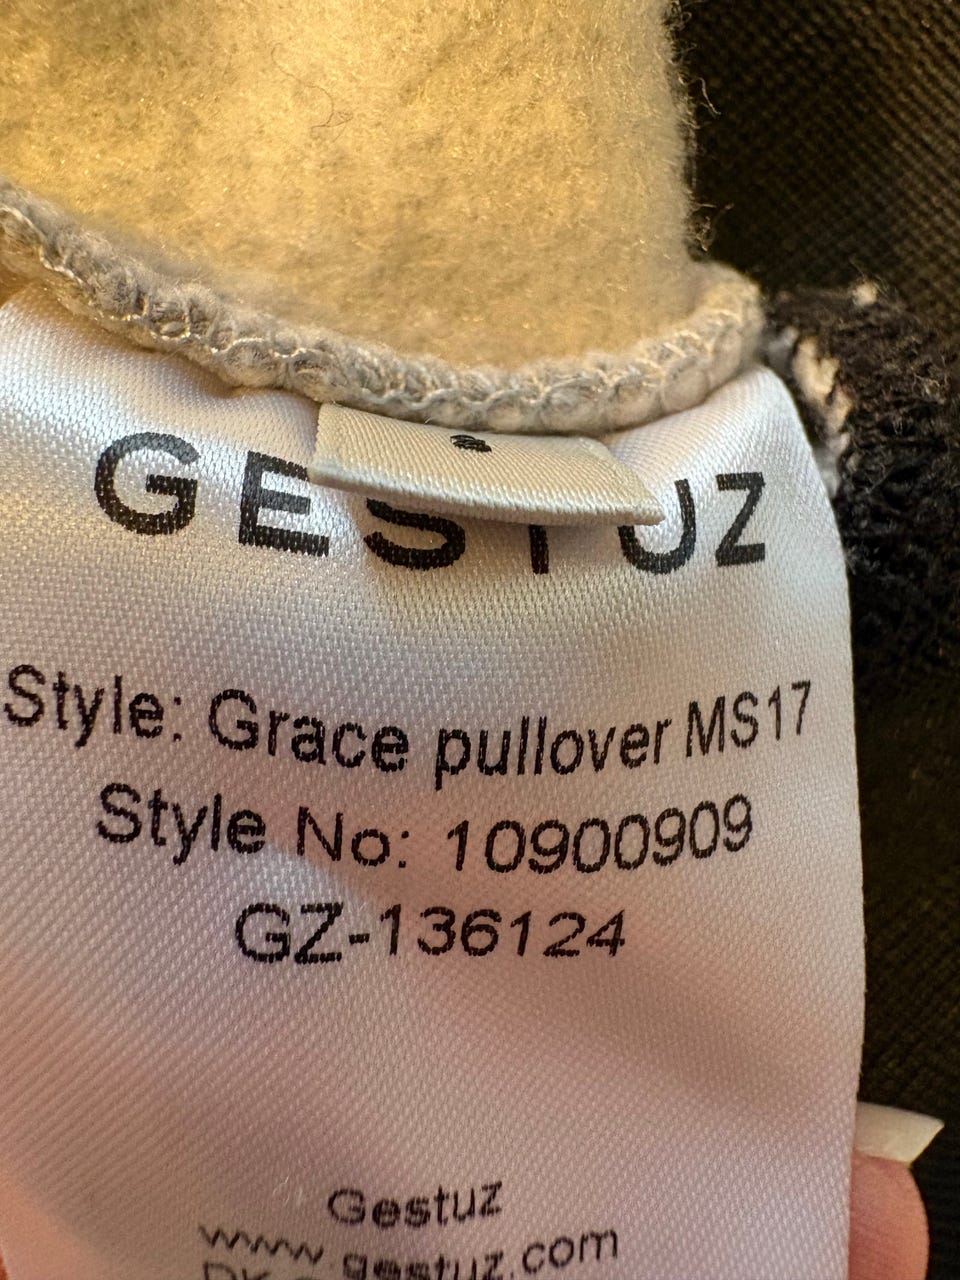 GESTUZ
Style: Grace pullover MS17
Style No: 10900909
GZ-136124
Gestuz
www.gestuz.com